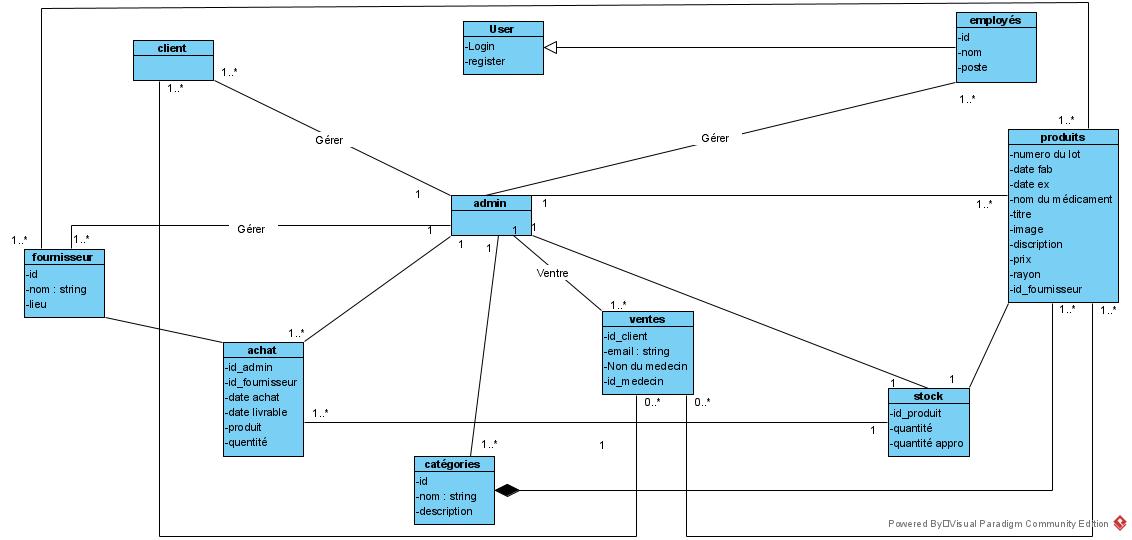 User
-Login
-register
employés
-id
-nom
-poste
client
1..*
1..*
1..*
1..*
Gérer
Gérer
produits
-numero du lot
-date fab
-date ex
-nom du médicament
-titre
-image
-discription
-prix
-rayon
-id_fournisseur
1
admin
1
1..*
1..*
1..*
Gérer
1
1
1
1
1
fournisseur
-id
-nom : string
-lieu
Ventre
1..*
1..*
1..*
ventes
-id_client
-email : string
-Non du medecin
-id_medecin
1..*
achat
-id_admin
-id_fournisseur
-date achat
-date livrable
-produit
-quentité
1
1
stock
-id_produit
-quantité
-quantité appro
0..*
0..*
1..*
1
1..*
1
catégories
-id
-nom : string
-description
Powered By Visual Paradigm Community Edition